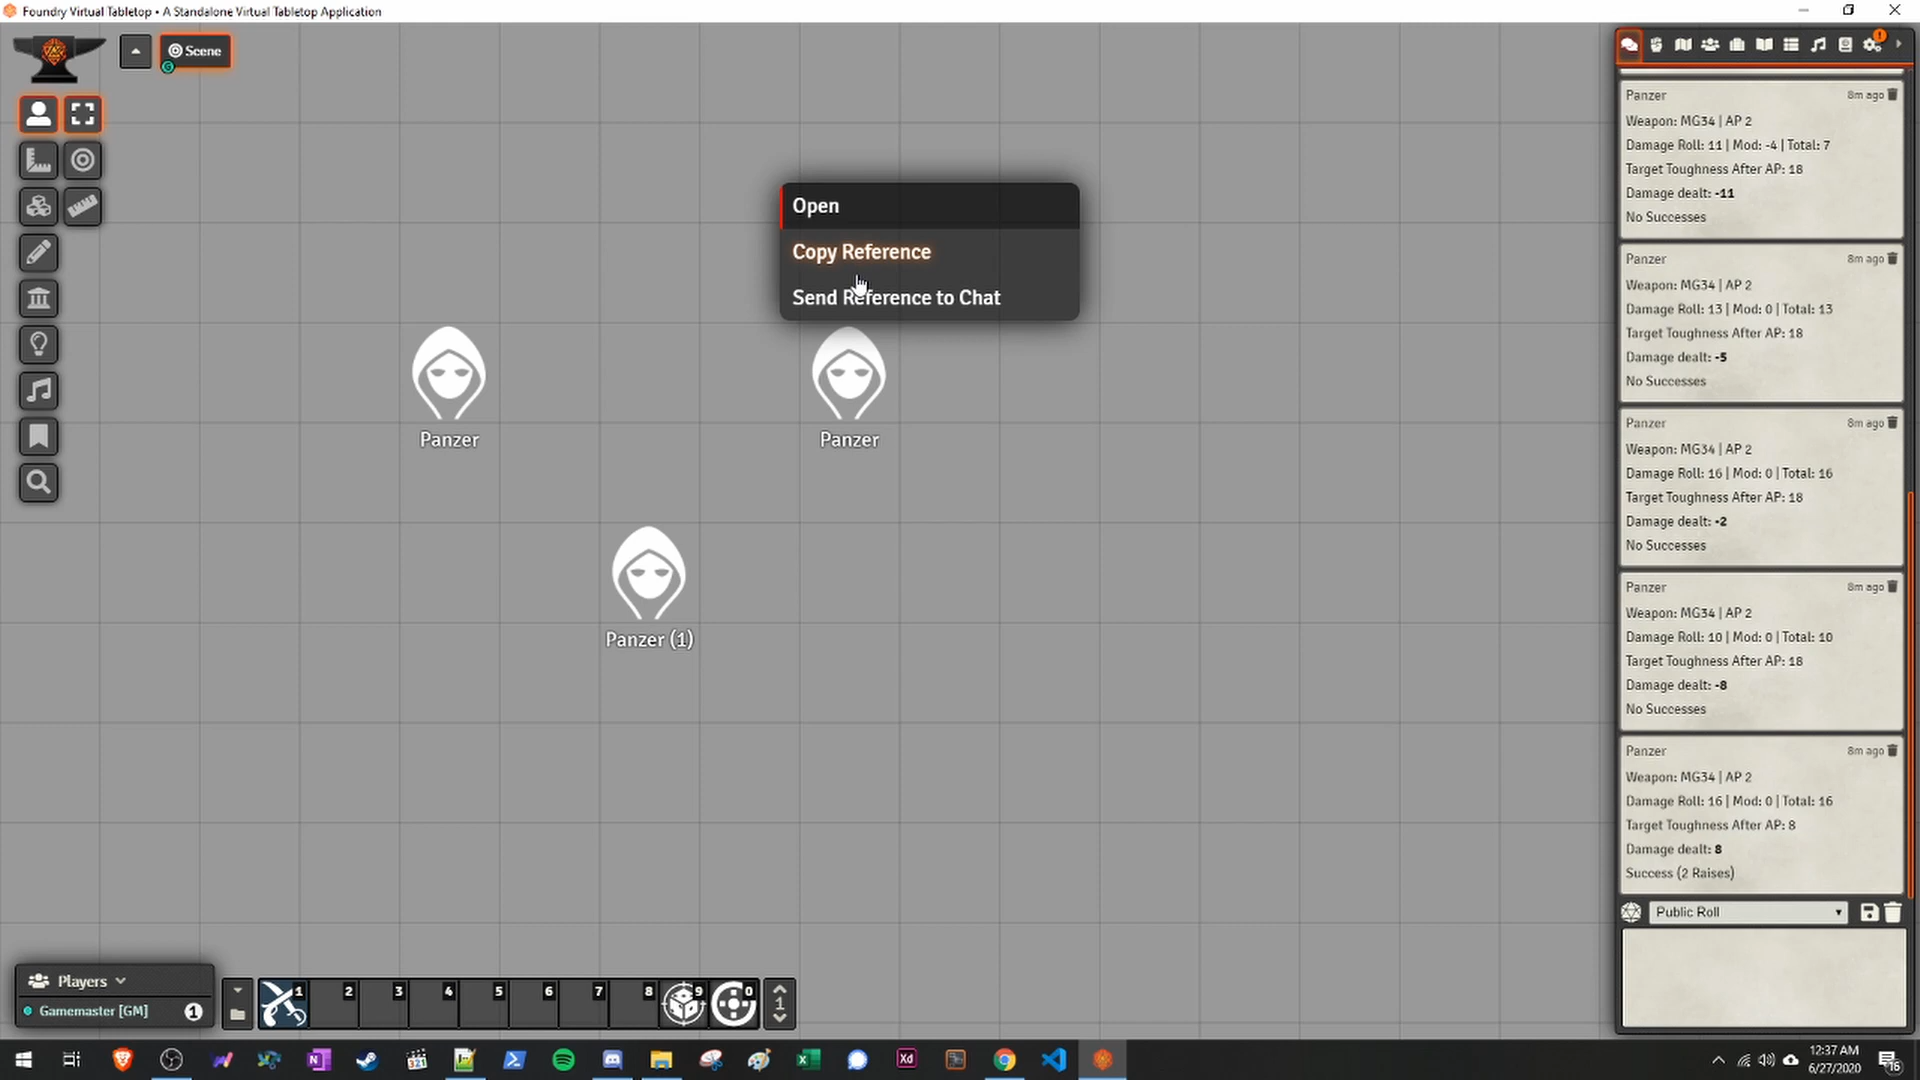 Foundry Virtual Tabletop • A Standalone Virtual Tabletop Application
Scene
G
Open
Copy Reference
Send Reference to Chat
Panzer
Panzer
Panzer (1)
Panzer 8m ago
Weapon: MG34 | AP 2
Damage Roll: 11 | Mod: -4 | Total: 7
Target Toughness After AP: 18
Damage dealt: -11
No Successes
Panzer 8m ago
Weapon: MG34 | AP 2
Damage Roll: 13 | Mod: 0 | Total: 13
Target Toughness After AP: 18
Damage dealt: -5
No Successes
Panzer 8m ago
Weapon: MG34 | AP 2
Damage Roll: 16 | Mod: 0 | Total: 16
Target Toughness After AP: 18
Damage dealt: -2
No Successes
Panzer 8m ago
Weapon: MG34 | AP 2
Damage Roll: 10 | Mod: 0 | Total: 10
Target Toughness After AP: 18
Damage dealt: -8
No Successes
Panzer 8m ago
Weapon: MG34 | AP 2
Damage Roll: 16 | Mod: 0 | Total: 16
Target Toughness After AP: 8
Damage dealt: 8
Success (2 Raises)
Public Roll
Players
Gamemaster [GM] 1
1 2 3 4 5 6 7 8 9 0
1
321
N
Xd
12:37 AM
6/27/2020
16